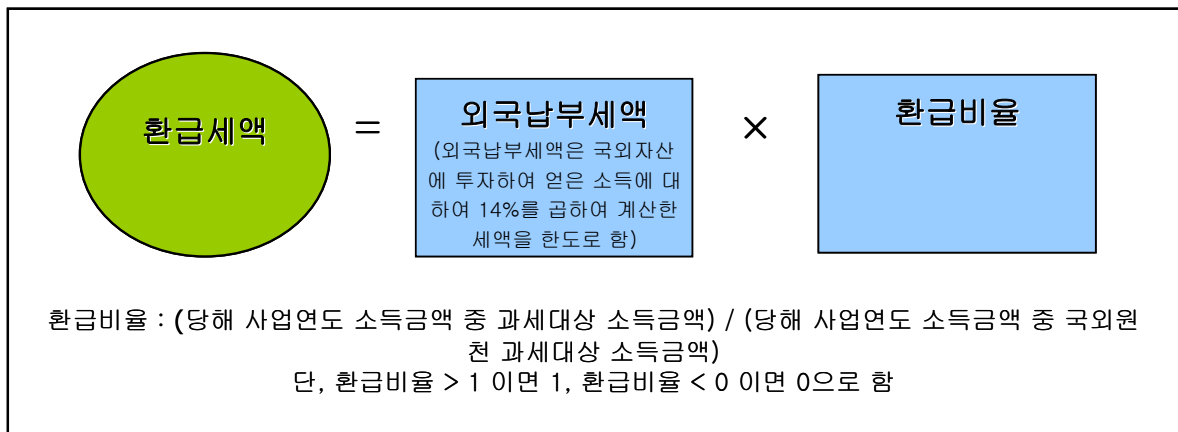 환급세액
=
외국납부세액
(외국납부세액은 국외자산
에 투자하여 얻은 소득에 대
하여 14%를 곱하여 계산한
세액을 한도로 함)
×
환급비율
환급비율 : (당해 사업연도 소득금액 중 과세대상 소득금액) / (당해 사업연도 소득금액 중 국외원
천 과세대상 소득금액)
단, 환급비율 > 1 이면 1, 환급비율 < 0 이면 0으로 함